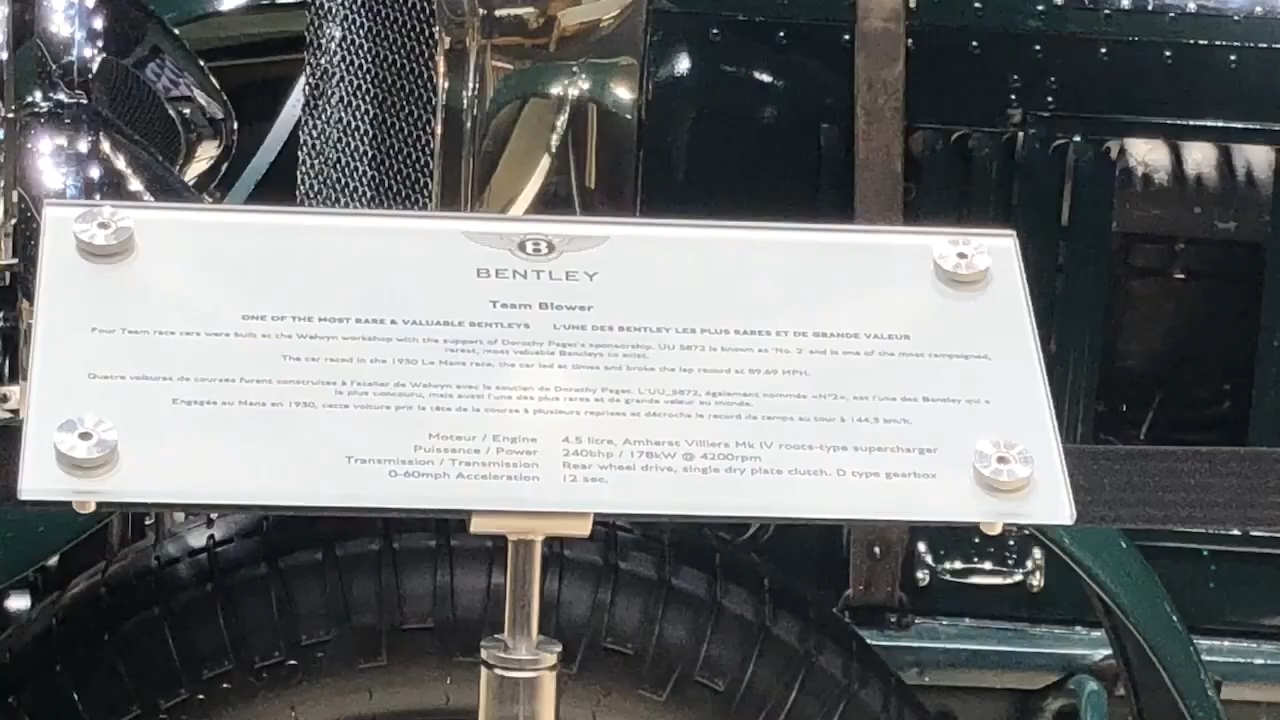 B
BENTLEY
Team Blower
ONE OF THE MOST RARE & VALUABLE BENTLEYS L'UNE DES BENTLEY LES PLUS RARES ET DE GRANDE VALEUR
Four Team race cars were built at the Welwyn workshop with the support of Dorothy Paget's sponsorship. UU 5872 is known as 'No. 2' and is one of the most campaigned,
rarest, most valuable Bentleys to exist.
The car raced in the 1930 Le Mans race, the car led at times and broke the lap record at 89.69 MPH.
Quatre voitures de courses furent construites à l'atelier de Welwyn avec le soutien de Dorothy Paget. L'UU_5872, également nommée «N°2», est l'une des Bentley qui a
le plus concouru, mais aussi l'une des plus rares et de grande valeur au monde.
Engagée au Mans en 1930, cette voiture prit la tête de la course à plusieurs reprises et décrocha le record de temps au tour à 144,3 km/h.
Moteur / Engine 4.5 litre, Amherst Villiers Mk IV roots-type supercharger
Puissance / Power 240bhp / 178kW @ 4200rpm
Transmission / Transmission Rear wheel drive, single dry plate clutch. D type gearbox
0-60mph Acceleration 12 sec.